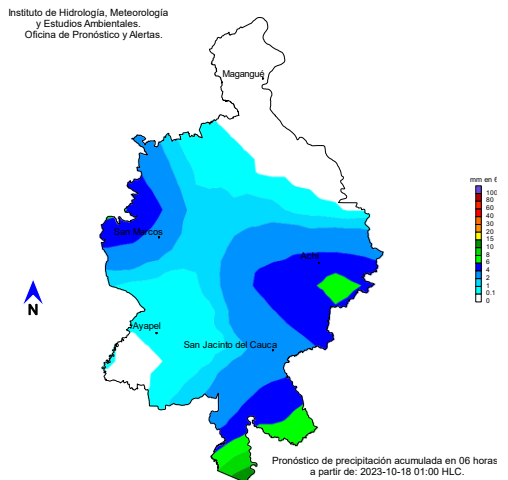 Instituto de Hidrología, Meteorología
y Estudios Ambientales.
Oficina de Pronóstico y Alertas.
Magangué
San Marcos
Achí
Ayapel
San Jacinto del Cauca
N
mm en 6
100
80
60
40
30
20
15
10
8
6
4
2
1
0.1
0
Pronóstico de precipitación acumulada en 06 horas
a partir de: 2023-10-18 01:00 HLC.